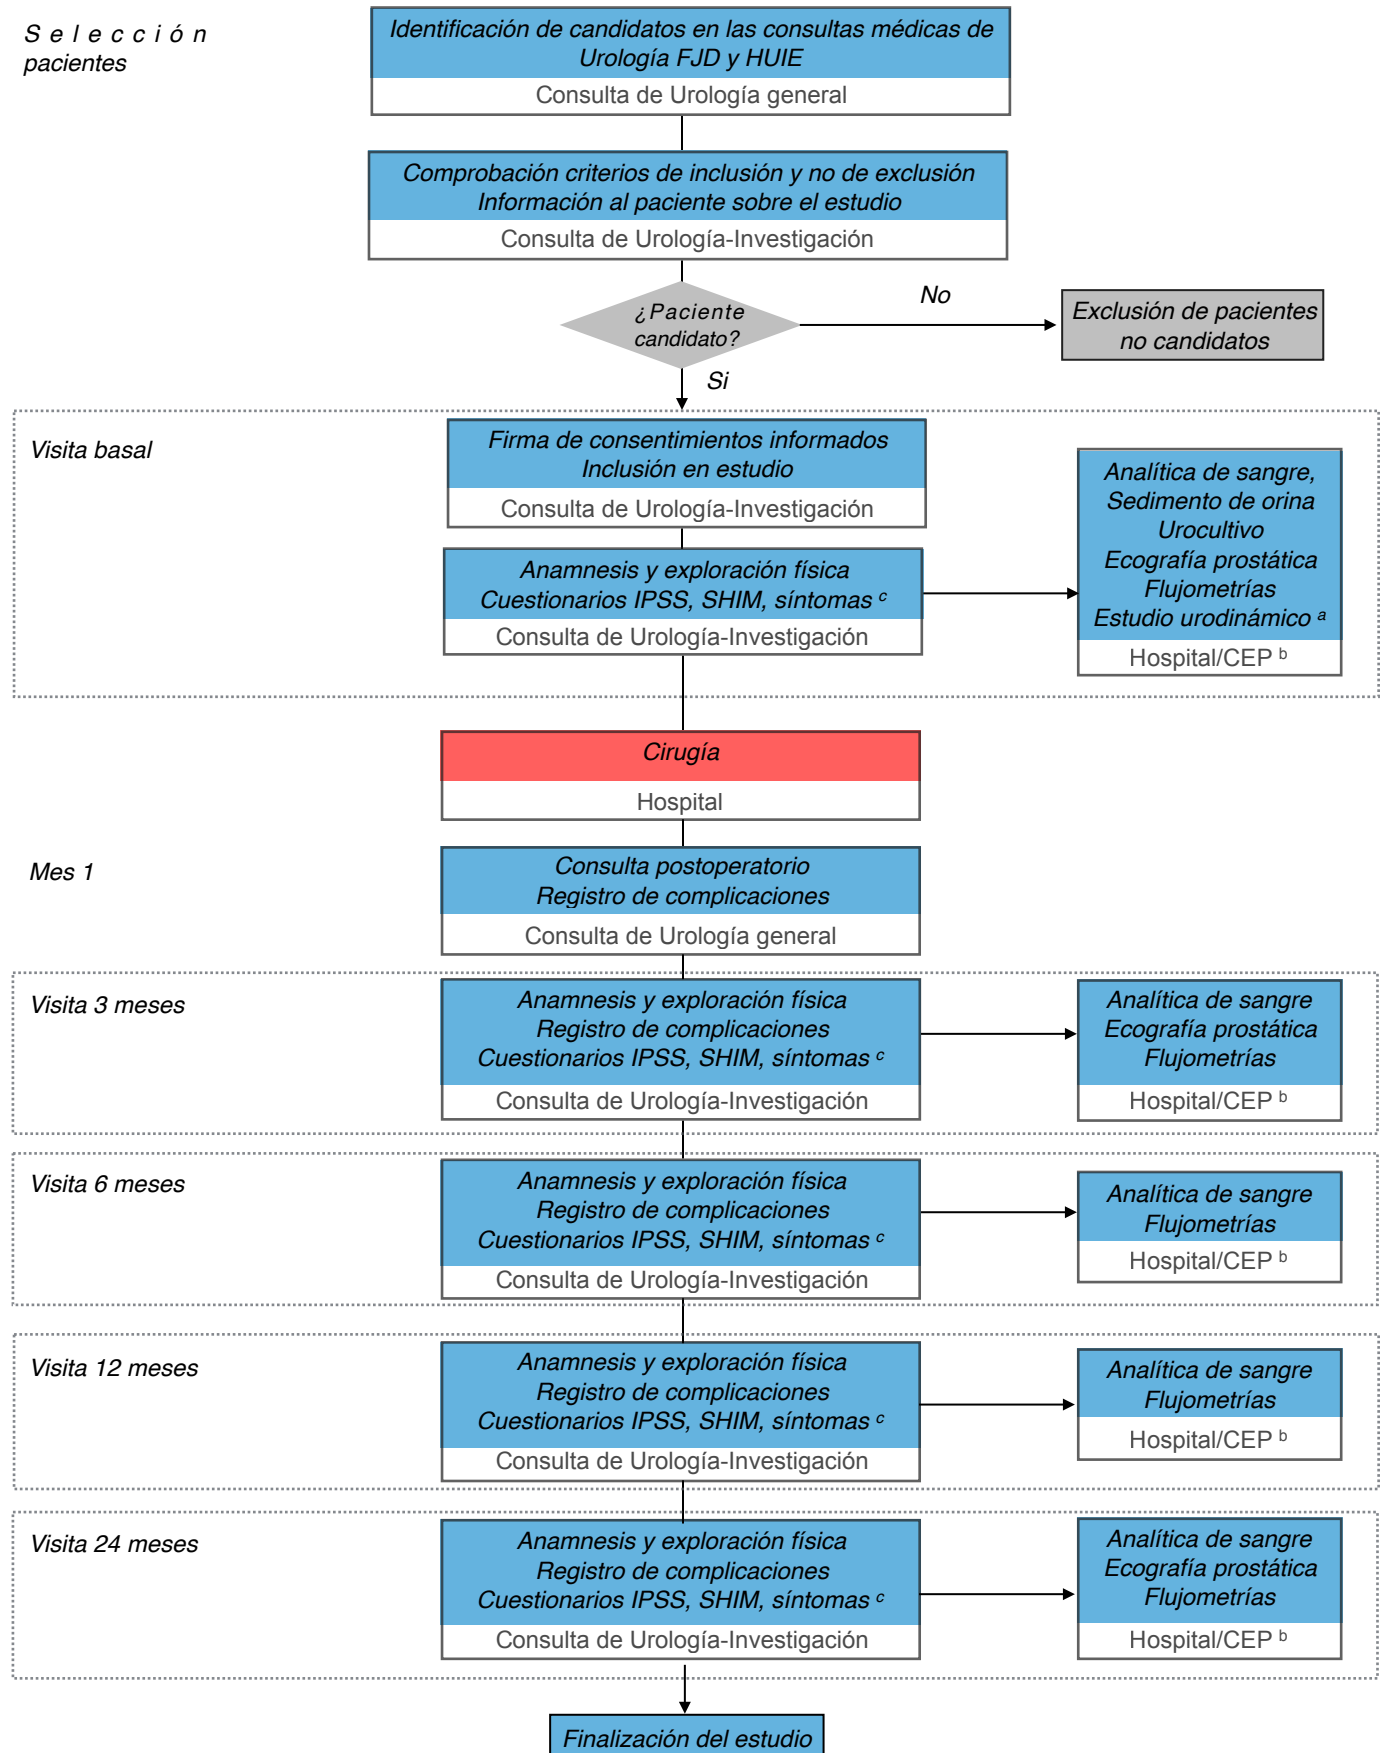 S e l e c c i ó n
pacientes
Identificación de candidatos en las consultas médicas de
Urología FJD y HUIE
Consulta de Urología general
Comprobación criterios de inclusión y no de exclusión
Información al paciente sobre el estudio
Consulta de Urología-Investigación
¿Paciente
candidato?
No
Exclusión de pacientes
no candidatos
Si
Visita basal
Firma de consentimientos informados
Inclusión en estudio
Consulta de Urología-Investigación
Anamnesis y exploración física
Cuestionarios IPSS, SHIM, síntomas c
Consulta de Urología-Investigación
Analítica de sangre,
Sedimento de orina
Urocultivo
Ecografía prostática
Flujometrías
Estudio urodinámico a
Hospital/CEP b
Cirugía
Hospital
Mes 1
Consulta postoperatorio
Registro de complicaciones
Consulta de Urología general
Visita 3 meses
Anamnesis y exploración física
Registro de complicaciones
Cuestionarios IPSS, SHIM, síntomas c
Consulta de Urología-Investigación
Analítica de sangre
Ecografía prostática
Flujometrías
Hospital/CEP b
Visita 6 meses
Anamnesis y exploración física
Registro de complicaciones
Cuestionarios IPSS, SHIM, síntomas c
Consulta de Urología-Investigación
Analítica de sangre
Flujometrías
Hospital/CEP b
Visita 12 meses
Anamnesis y exploración física
Registro de complicaciones
Cuestionarios IPSS, SHIM, síntomas c
Consulta de Urología-Investigación
Analítica de sangre
Flujometrías
Hospital/CEP b
Visita 24 meses
Anamnesis y exploración física
Registro de complicaciones
Cuestionarios IPSS, SHIM, síntomas c
Consulta de Urología-Investigación
Analítica de sangre
Ecografía prostática
Flujometrías
Hospital/CEP b
Finalización del estudio